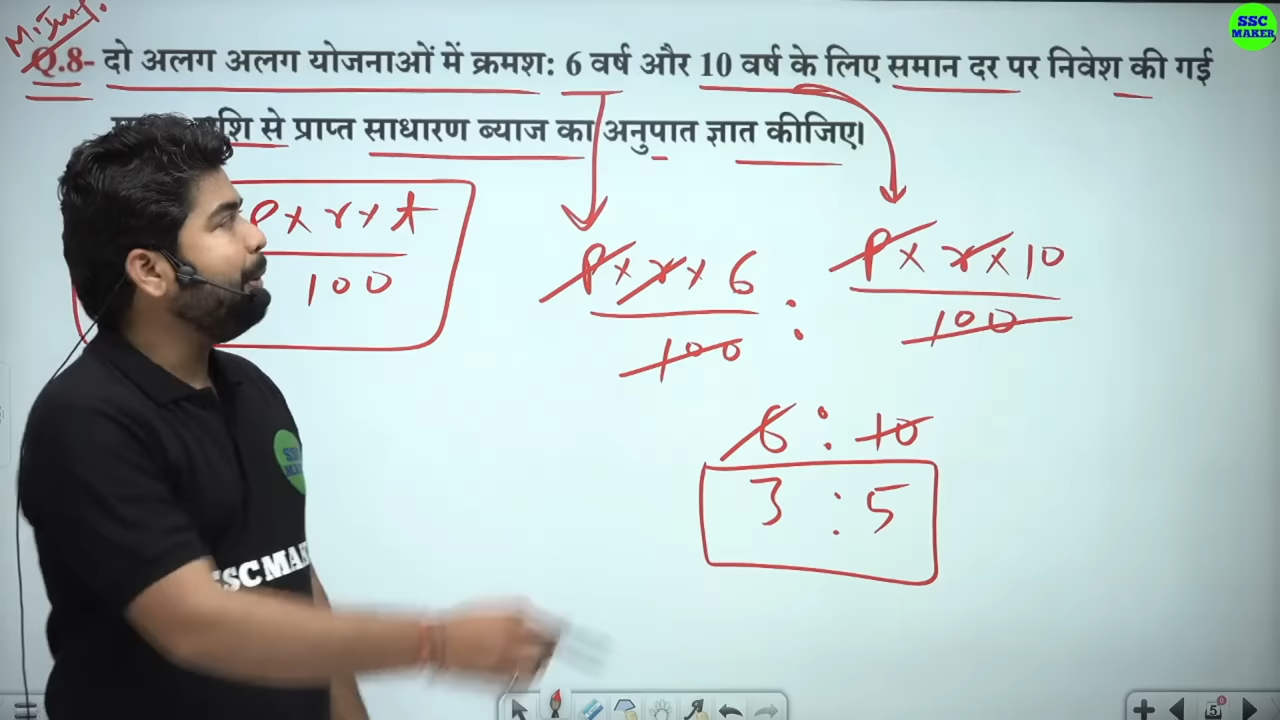 M.Imp.
Q.8- दो अलग अलग योजनाओं में क्रमश: 6 वर्ष और 10 वर्ष के लिए समान दर पर निवेश की गई
से प्राप्त साधारण ब्याज का अनुपात ज्ञात कीजिए।
SSC
MAKER
P x r x t
100
P x r x 6 : P x r x 10
100 100
6 : 10
3 : 5
SSC
5